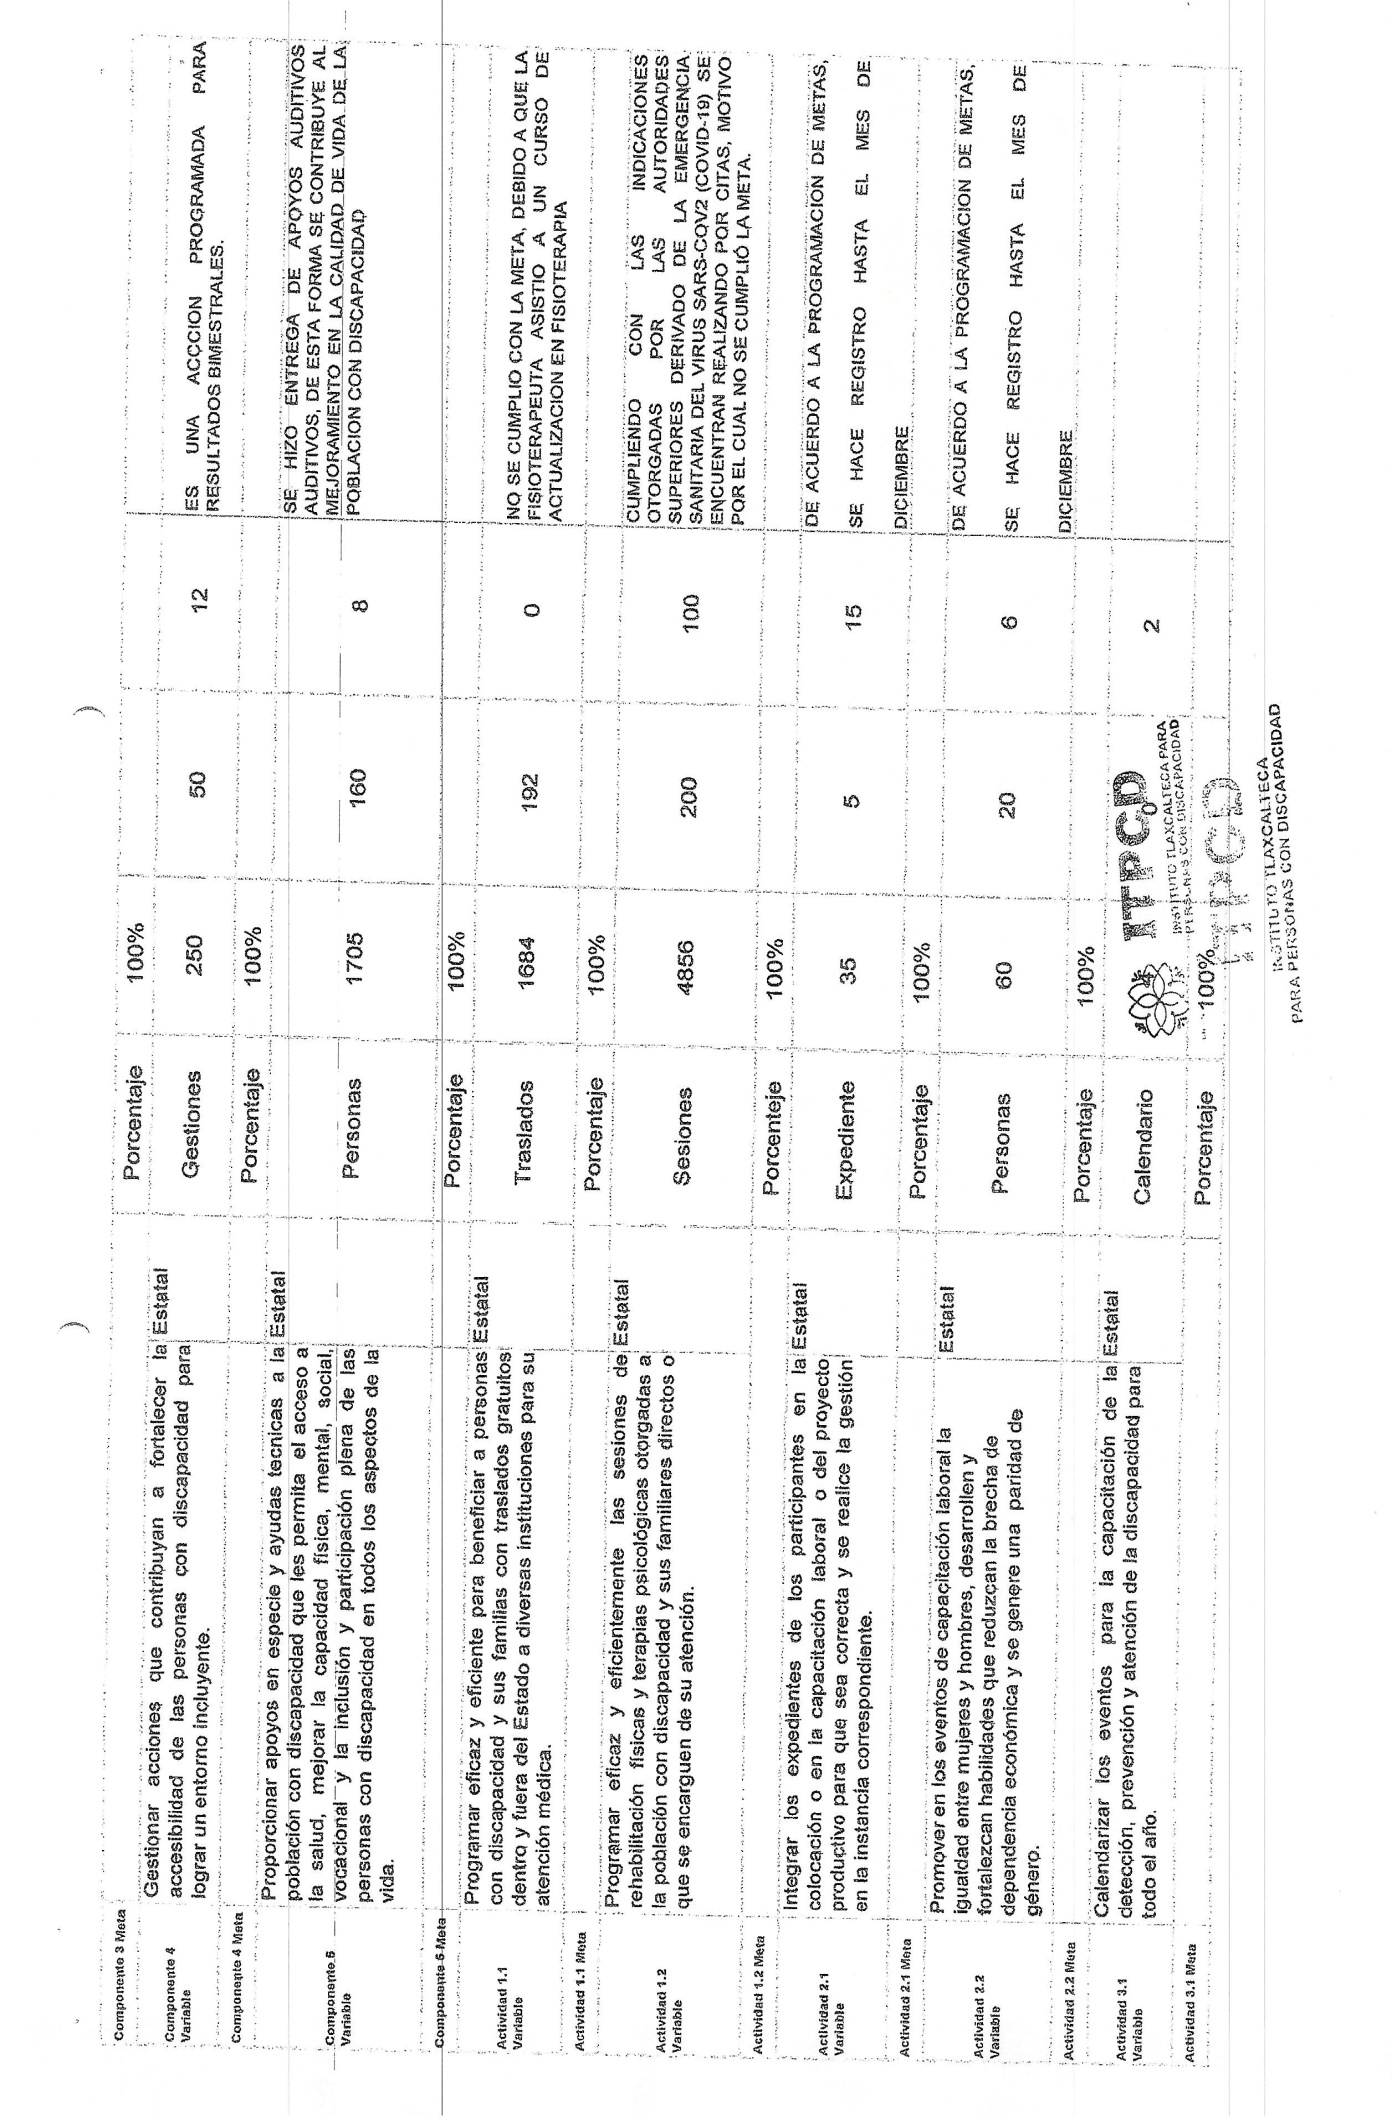 Componente 3 Meta Porcentaje 100%
Componente 4 Variable
Gestionar acciones que contribuyan a fortalecer la
accesibilidad de las personas con discapacidad para
lograr un entorno incluyente.
Estatal Gestiones 250 50 12
ES UNA ACCCION PROGRAMADA PARA
RESULTADOS BIMESTRALES.
Componente 4 Meta Porcentaje 100%
Componente 5 Variable
Proporcionar apoyos en especie y ayudas tecnicas a la
población con discapacidad que les permita el acceso a
la salud, mejorar la capacidad física, mental, social,
vocacional y la inclusión y participación plena de las
personas con discapacidad en todos los aspectos de la
vida.
Estatal Personas 1705 160 8
SE HIZO ENTREGA DE APOYOS AUDITIVOS
AUDITIVOS, DE ESTA FORMA SE CONTRIBUYE AL
MEJORAMIENTO EN LA CALIDAD DE VIDA DE LA
POBLACION CON DISCAPACIDAD
Componente 5 Meta Porcentaje 100%
Actividad 1.1 Variable
Programar eficaz y eficiente para beneficiar a personas
con discapacidad y sus familias con traslados gratuitos
dentro y fuera del Estado a diversas instituciones para su
atención médica.
Estatal Traslados 1684 192 0
NO SE CUMPLIO CON LA META, DEBIDO A QUE LA
FISIOTERAPEUTA ASISTIO A UN CURSO DE
ACTUALIZACION EN FISIOTERAPIA
Actividad 1.1 Meta Porcentaje 100%
Actividad 1.2 Variable
Programar eficaz y eficientemente las sesiones de
rehabilitación físicas y terapias psicológicas otorgadas a
la población con discapacidad y sus familiares directos o
que se encarguen de su atención.
Estatal Sesiones 4856 200 100
CUMPLIENDO CON LAS INDICACIONES
OTORGADAS POR LAS AUTORIDADES
SUPERIORES DERIVADO DE LA EMERGENCIA
SANITARIA DEL VIRUS SARS-COV2 (COVID-19) SE
ENCUENTRAN REALIZANDO POR CITAS, MOTIVO
POR EL CUAL NO SE CUMPLIÓ LA META.
Actividad 1.2 Meta Porcenteje 100%
Actividad 2.1 Variable
Integrar los expedientes de los participantes en la
colocación o en la capacitación laboral o del proyecto
productivo para que sea correcta y se realice la gestión
en la instancia correspondiente.
Estatal Expediente 35 5 15
DE ACUERDO A LA PROGRAMACION DE METAS,
SE HACE REGISTRO HASTA EL MES DE
DICIEMBRE
Actividad 2.1 Meta Porcentaje 100%
Actividad 2.2 Variable
Promover en los eventos de capacitación laboral la
igualdad entre mujeres y hombres, desarrollen y
fortalezcan habilidades que reduzcan la brecha de
dependencia económica y se genere una paridad de
género.
Estatal Personas 60 20 6
DE ACUERDO A LA PROGRAMACION DE METAS,
SE HACE REGISTRO HASTA EL MES DE
DICIEMBRE
Actividad 2.2 Meta Porcentaje 100%
Actividad 3.1 Variable
Calendarizar los eventos para la capacitación de la
detección, prevención y atención de la discapacidad para
todo el año.
Estatal Calendario 4 0 2
Actividad 3.1 Meta Porcentaje 100%
ITPCD
INSTITUTO TLAXCALTECA PARA
PERSONAS CON DISCAPACIDAD
ITPCD
INSTITUTO TLAXCALTECA
PARA PERSONAS CON DISCAPACIDAD